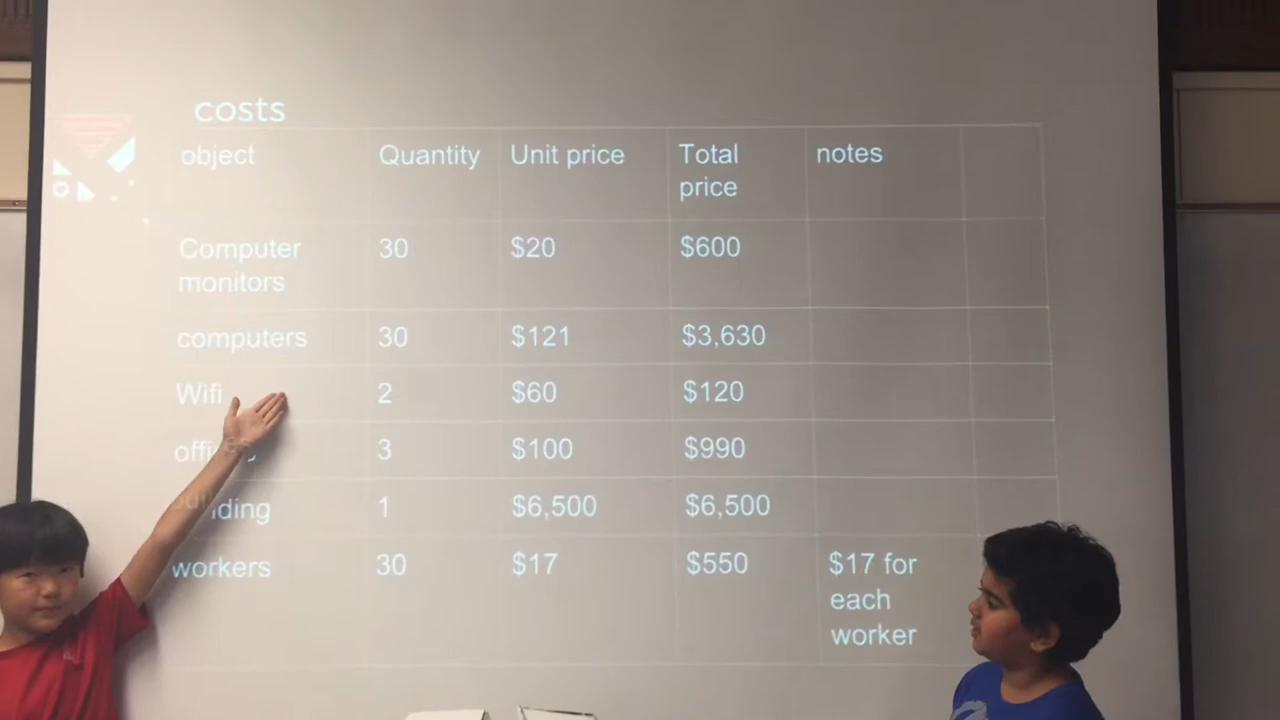 costs
object Quantity Unit price Total price notes
Computer monitors 30 $20 $600
computers 30 $121 $3,630
Wifi 2 $60 $120
3 $100 $990
1 $6,500 $6,500
workers 30 $17 $550 $17 for each worker